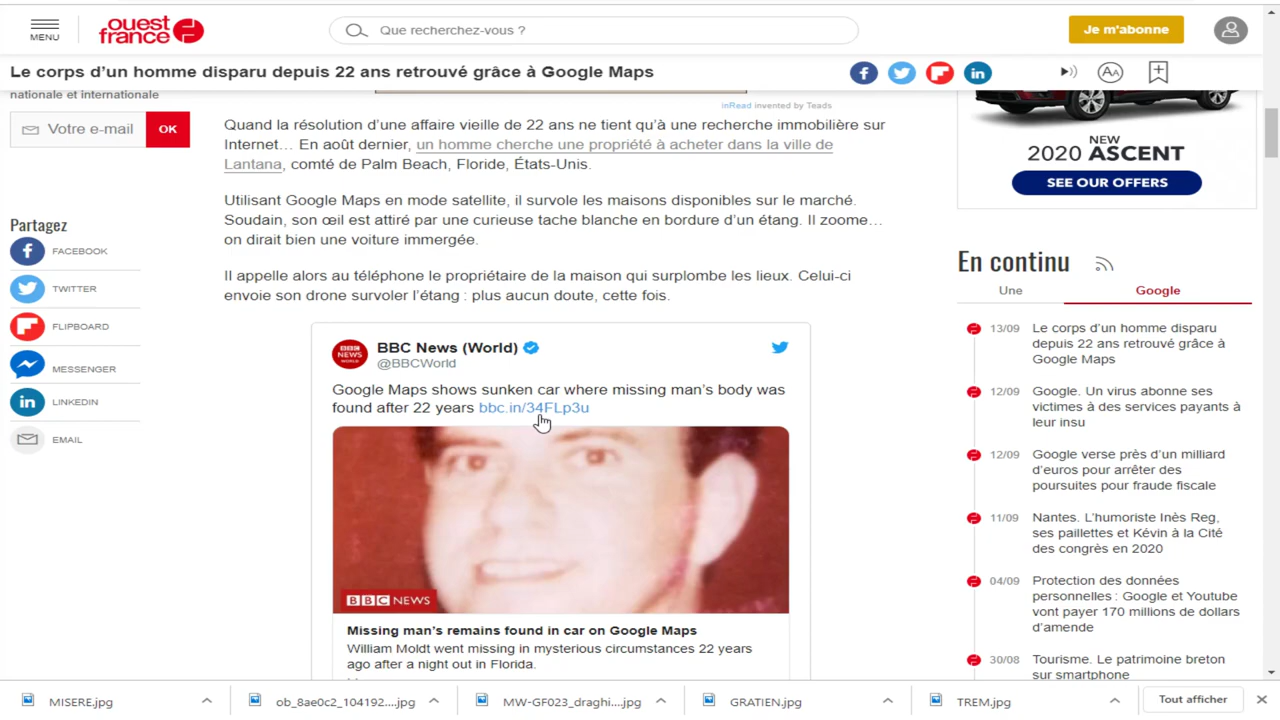 MENU
ouest
france
Que recherchez-vous ?
Je m'abonne
Le corps d'un homme disparu depuis 22 ans retrouvé grâce à Google Maps
AA
nationale et internationale
Votre e-mail
OK
Partagez
FACEBOOK
TWITTER
FLIPBOARD
MESSENGER
LINKEDIN
EMAIL
inRead invented by Teads
Quand la résolution d'une affaire vieille de 22 ans ne tient qu'à une recherche immobilière sur
Internet… En août dernier, un homme cherche une propriété à acheter dans la ville de
Lantana, comté de Palm Beach, Floride, États-Unis.
Utilisant Google Maps en mode satellite, il survole les maisons disponibles sur le marché.
Soudain, son œil est attiré par une curieuse tache blanche en bordure d'un étang. Il zoome…
on dirait bien une voiture immergée.
Il appelle alors au téléphone le propriétaire de la maison qui surplombe les lieux. Celui-ci
envoie son drone survoler l'étang : plus aucun doute, cette fois.
BBC NEWS WORLD
BBC News (World)
@BBCWorld
Google Maps shows sunken car where missing man's body was
found after 22 years bbc.in/34FLp3u
BBC NEWS
Missing man's remains found in car on Google Maps
William Moldt went missing in mysterious circumstances 22 years
ago after a night out in Florida.
NEW
2020 ASCENT
SEE OUR OFFERS
En continu
Une
Google
13/09 Le corps d'un homme
disparu depuis 22 ans retrouvé grâce à
Google Maps
12/09 Google. Un virus abonne ses
victimes à des services payants à
leur insu
12/09 Google verse près d'un milliard
d'euros pour arrêter des
poursuites pour fraude fiscale
11/09 Nantes. L'humoriste Inès Reg,
ses paillettes et Kévin à la Cité
des congrès en 2020
04/09 Protection des données
personnelles : Google et Youtube
vont payer 170 millions de dollars
d'amende
30/08 Tourisme. Le patrimoine breton
sur smartphone
MISERE.jpg
ob_8ae0c2_104192....jpg
MW-GF023_draghi...jpg
GRATIEN.jpg
TREM.jpg
Tout afficher